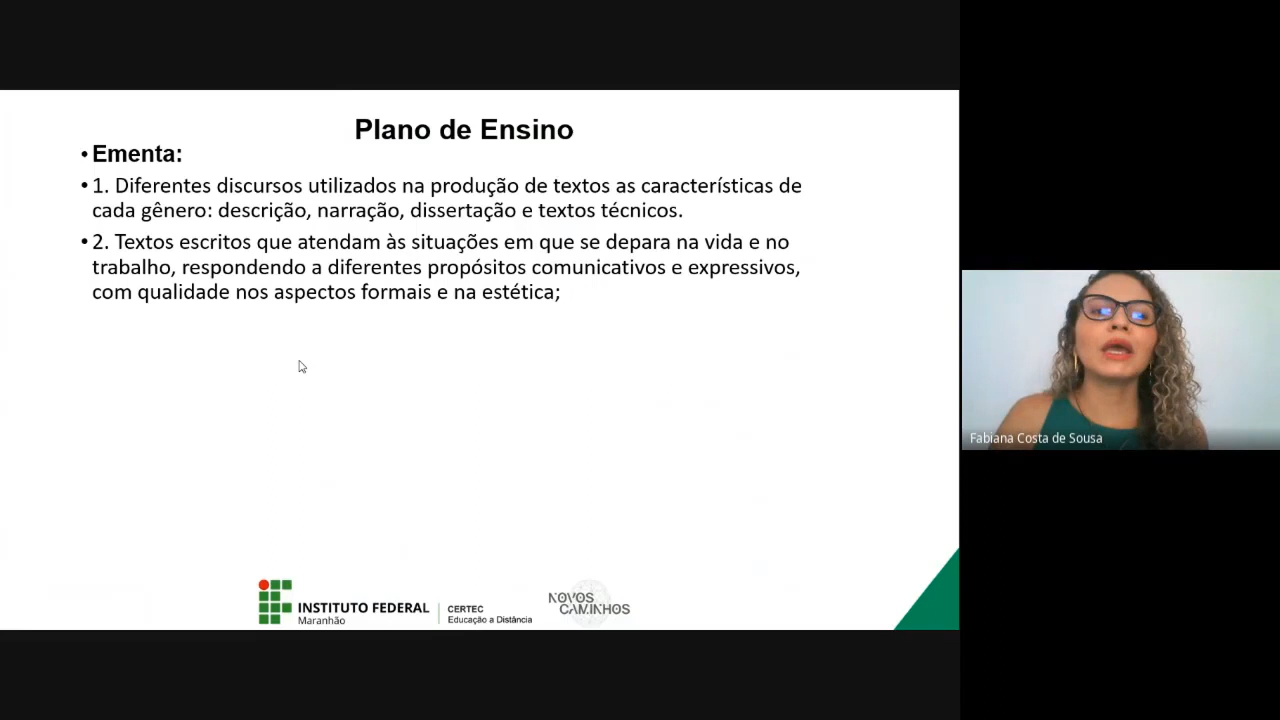 Plano de Ensino
• Ementa:
• 1. Diferentes discursos utilizados na produção de textos as características de
cada gênero: descrição, narração, dissertação e textos técnicos.
• 2. Textos escritos que atendam às situações em que se depara na vida e no
trabalho, respondendo a diferentes propósitos comunicativos e expressivos,
com qualidade nos aspectos formais e na estética;
Fabiana Costa de Sousa
INSTITUTO FEDERAL
Maranhão
CERTEC
Educação a Distância
NOVOS
CAMINHOS